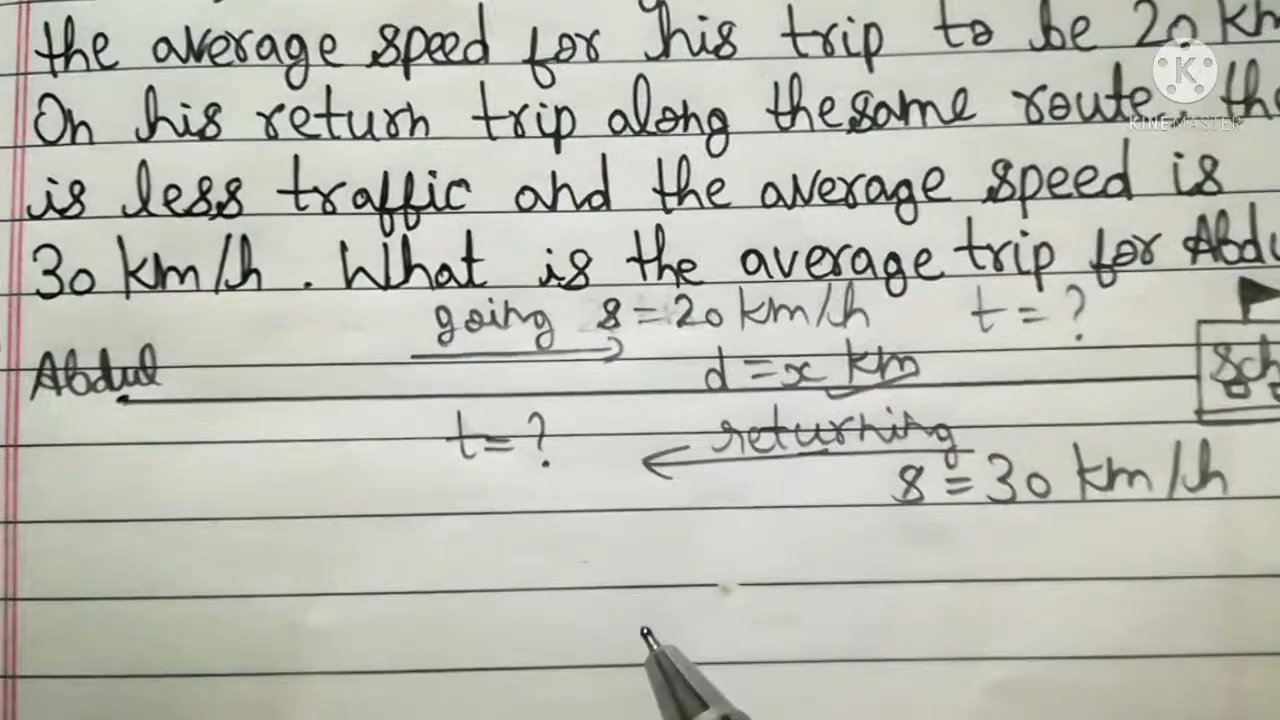 the average speed for his trip to be 20 km
On his return trip along the same route, the
is less traffic and the average speed is
30 km/h. What is the average trip for Abdu
going s = 20 km/h t = ?
Abdul d = x km Sch
t = ? returning
s = 30 km/h
K
KINEMASTER